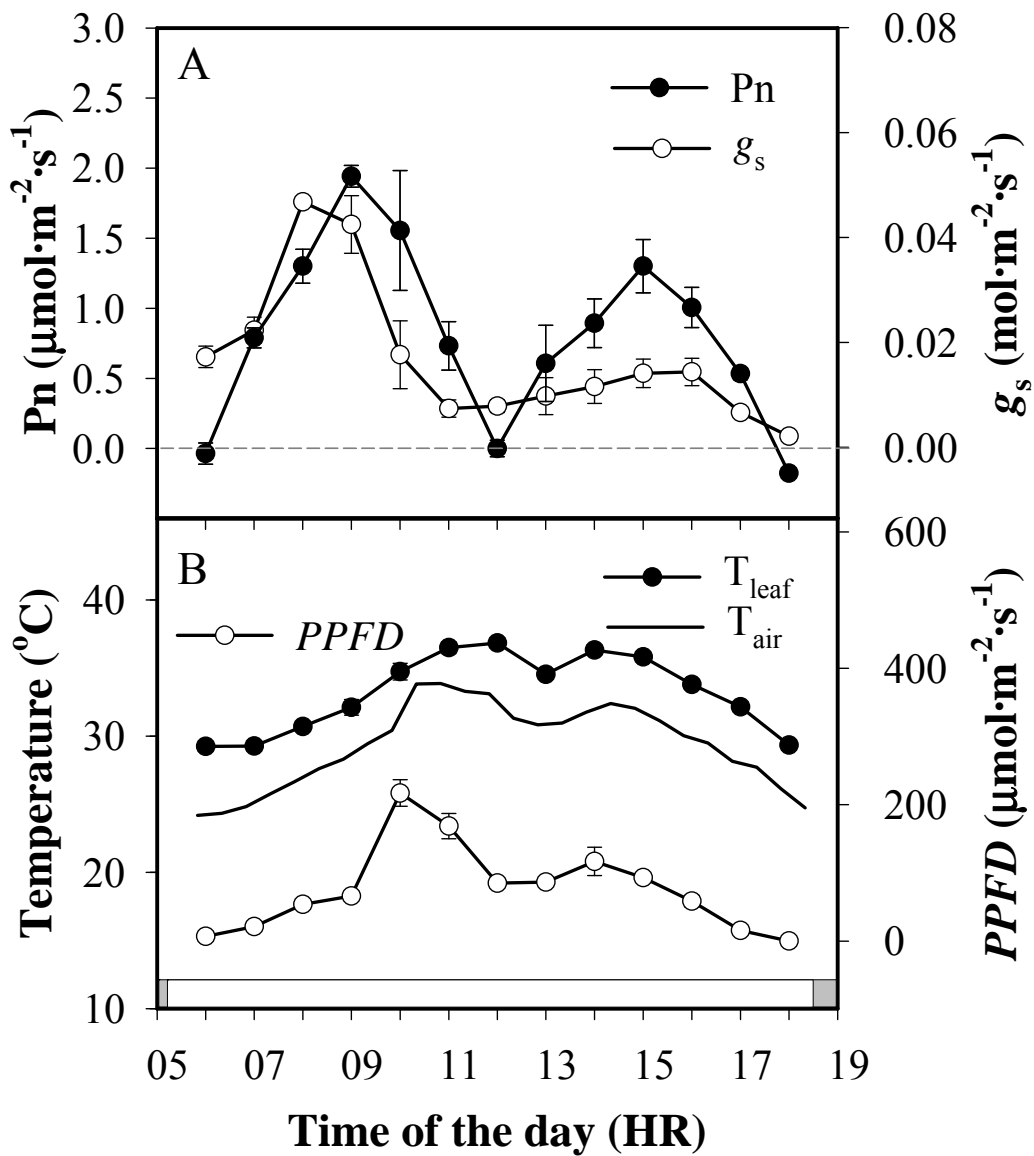 A
Pn
gs
3.0
2.5
2.0
1.5
1.0
0.5
0.0
Pn (μmol·m-2·s-1)
0.08
0.06
0.04
0.02
0.00
gs (mol·m-2·s-1)
B
Tleaf
Tair
PPFD
40
30
20
10
Temperature (oC)
600
400
200
0
PPFD (μmol·m-2·s-1)
05 07 09 11 13 15 17 19
Time of the day (HR)